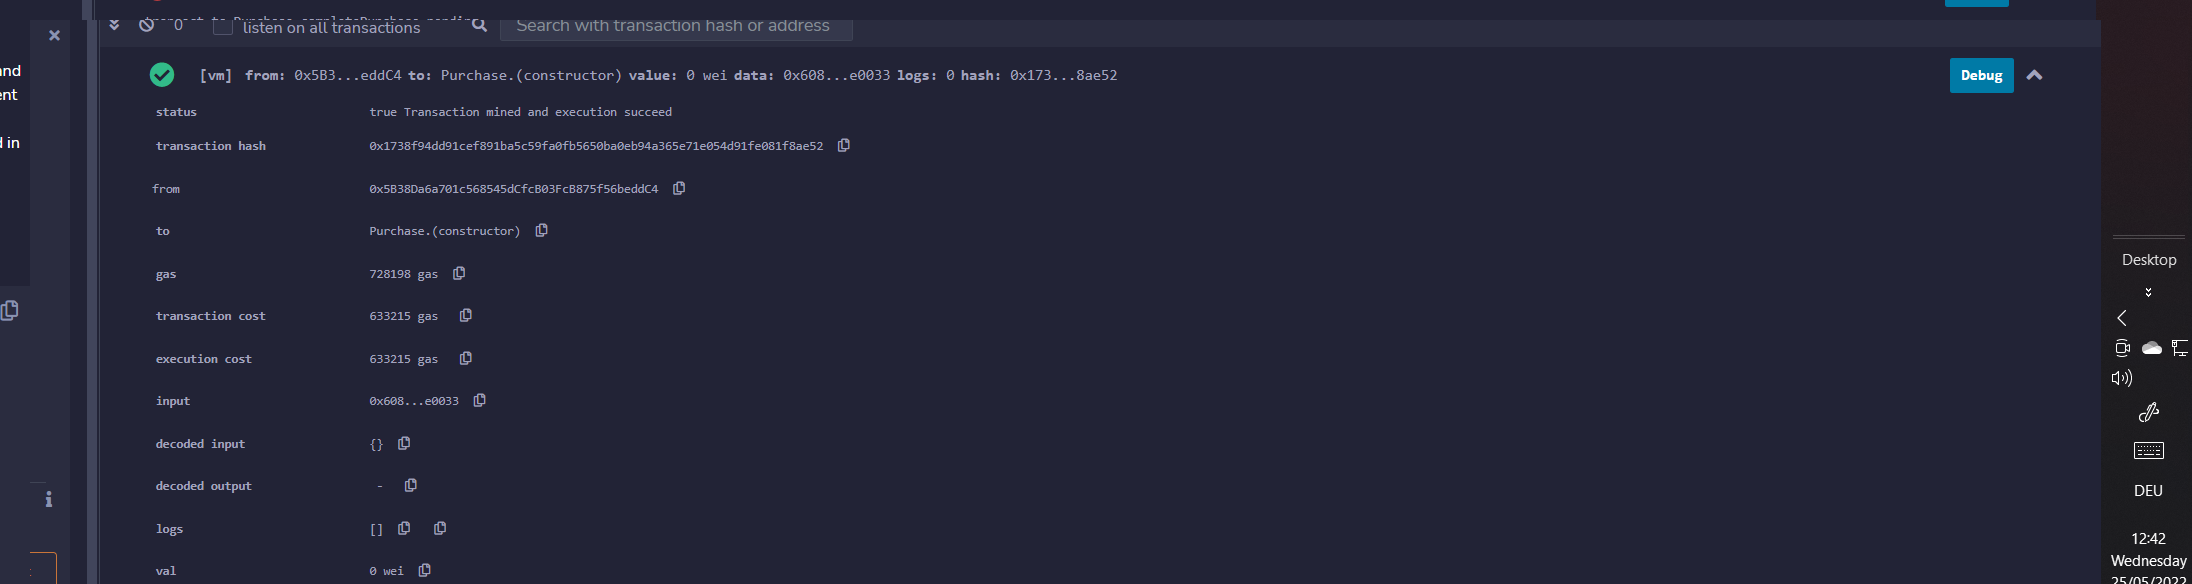 and
ent
d in
0 listen on all transactions Search with transaction hash or address
[vm] from: 0x5B3...eddC4 to: Purchase.(constructor) value: 0 wei data: 0x608...e0033 logs: 0 hash: 0x173...8ae52
Debug
status true Transaction mined and execution succeed
transaction hash 0x1738f94dd91cef891ba5c59fa0fb5650ba0eb94a365e71e054d91fe081f8ae52
from 0x5B38Da6a701c568545dCfcB03FcB875f56beddC4
to Purchase.(constructor)
gas 728198 gas
transaction cost 633215 gas
execution cost 633215 gas
input 0x608...e0033
decoded input {}
decoded output -
logs []
val 0 wei
Desktop
DEU
12:42
Wednesday
25/05/2022